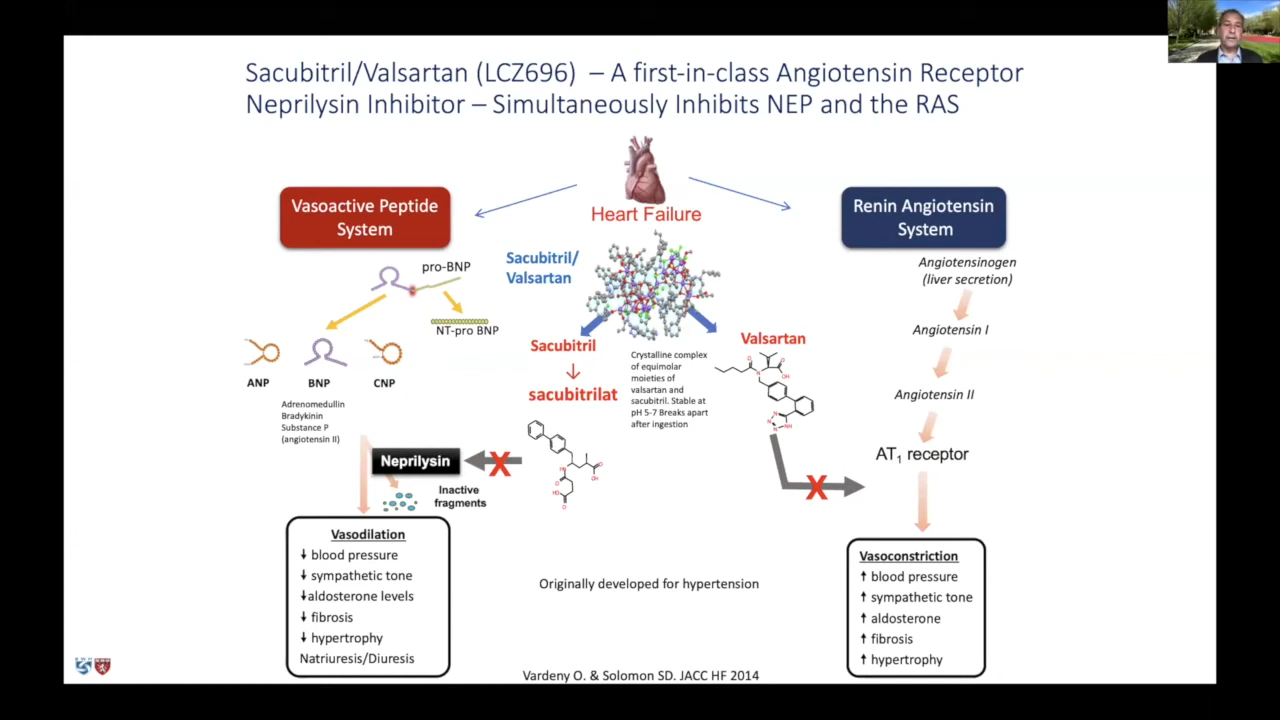 Sacubitril/Valsartan (LCZ696) – A first-in-class Angiotensin Receptor
Neprilysin Inhibitor – Simultaneously Inhibits NEP and the RAS
Heart Failure
Vasoactive Peptide
System
pro-BNP
NT-pro BNP
ANP
BNP
CNP
Adrenomedullin
Bradykinin
Substance P
(angiotensin II)
Neprilysin
X
Inactive
fragments
Vasodilation
↓ blood pressure
↓ sympathetic tone
↓aldosterone levels
↓ fibrosis
↓ hypertrophy
Natriuresis/Diuresis
Sacubitril/
Valsartan
Sacubitril
↓
sacubitrilat
Crystalline complex
of equimolar
moieties of
valsartan and
sacubitril. Stable at
pH 5-7 Breaks apart
after ingestion
Valsartan
X
Renin Angiotensin
System
Angiotensinogen
(liver secretion)
Angiotensin I
Angiotensin II
AT1 receptor
Vasoconstriction
↑ blood pressure
↑ sympathetic tone
↑ aldosterone
↑ fibrosis
↑ hypertrophy
Originally developed for hypertension
Vardeny O. & Solomon SD. JACC HF 2014